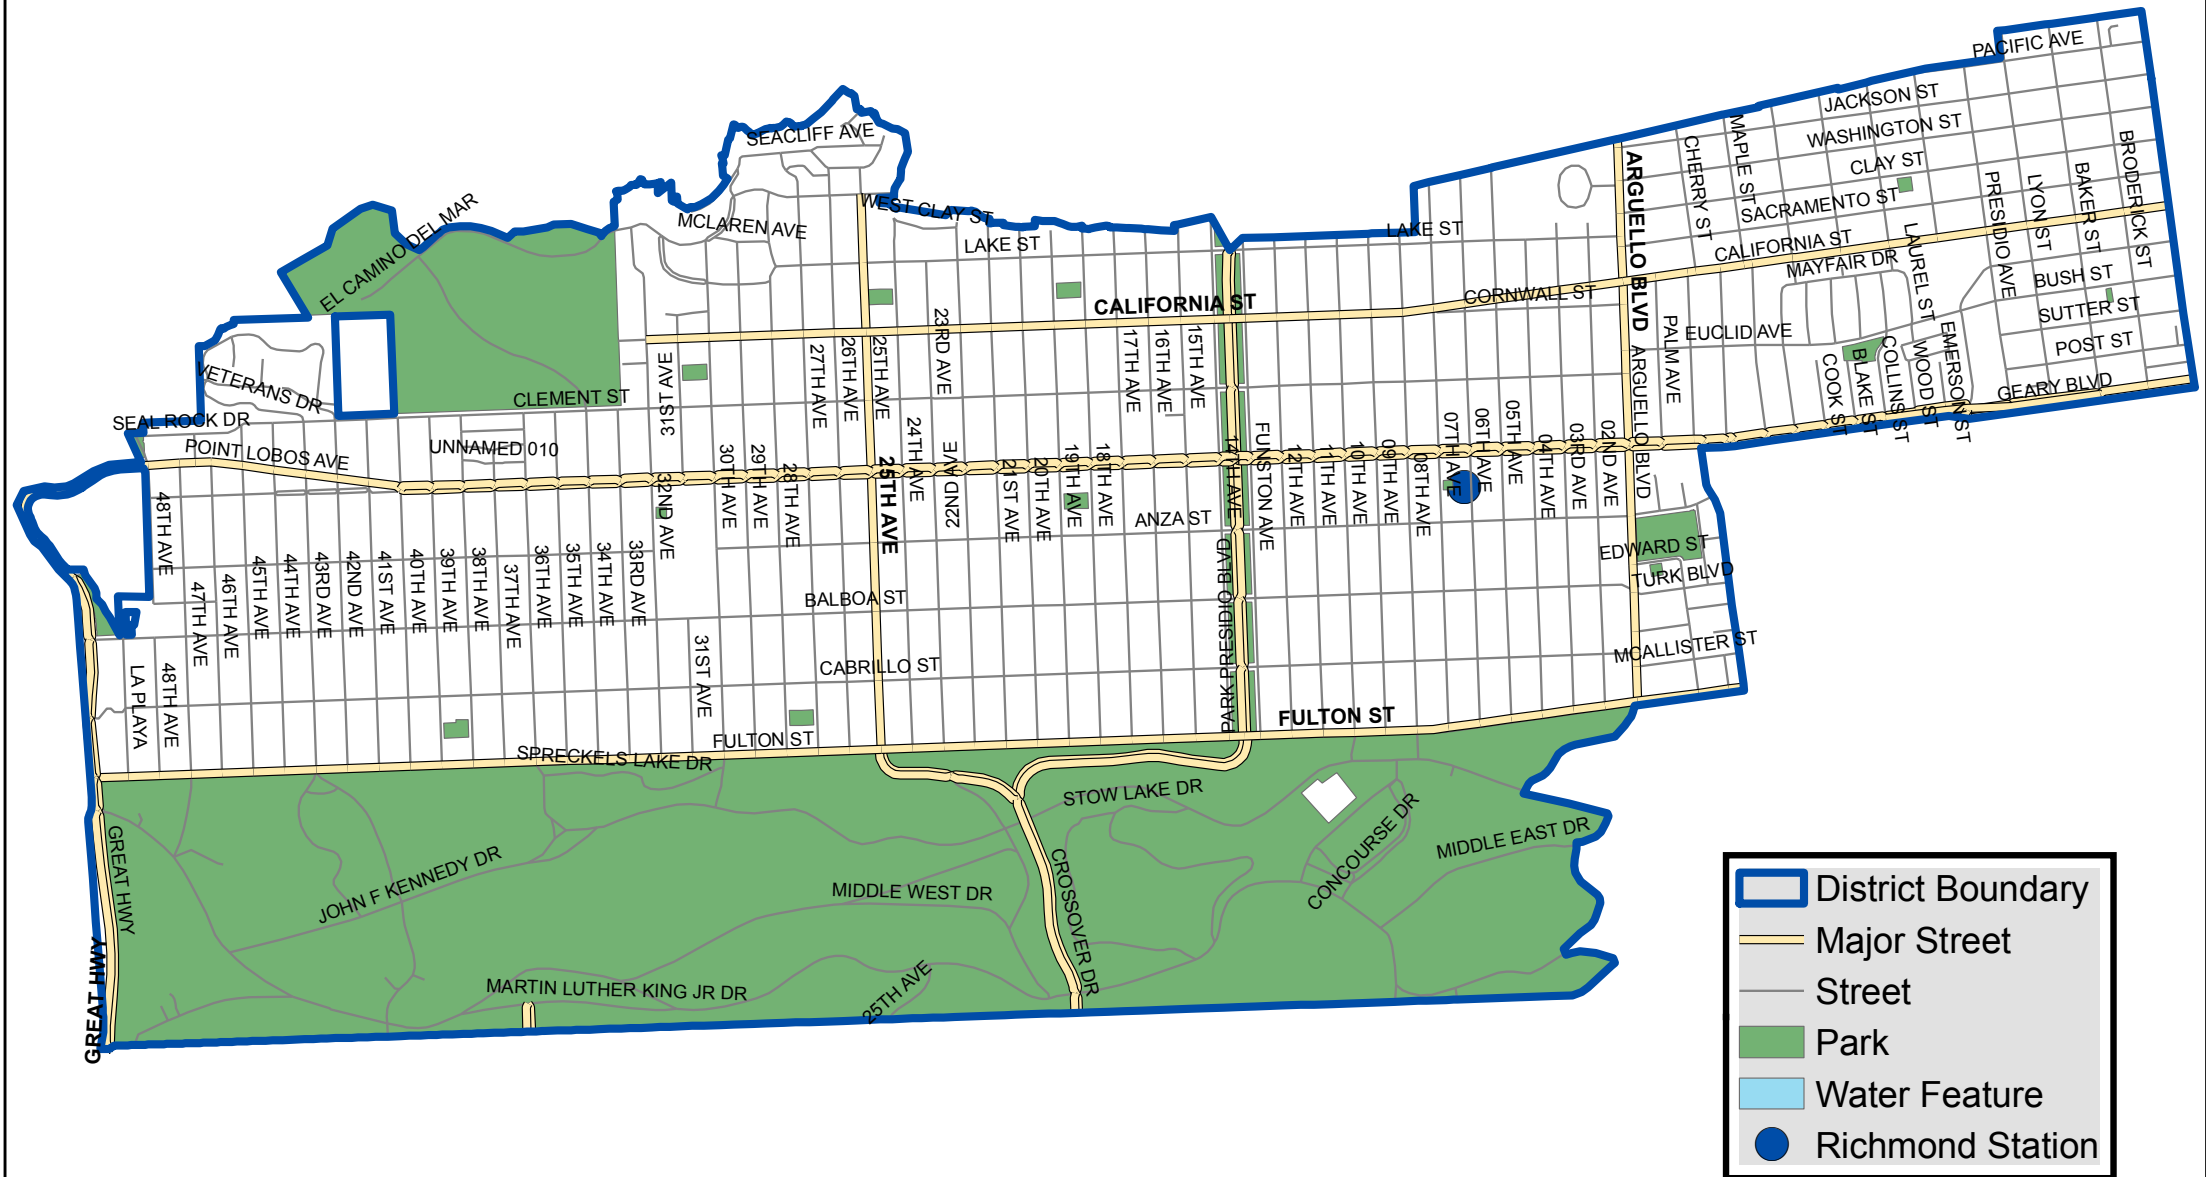 PACIFIC AVE
JACKSON ST
WASHINGTON ST
CLAY ST
SACRAMENTO ST
CALIFORNIA ST
MAYFAIR DR
CHERRY ST
MAPLE ST
PRESIDIO AVE
LYON ST
BAKER ST
BRODERICK ST
LAUREL ST
BUSH ST
SUTTER ST
POST ST
GEARY BLVD
EUCLID AVE
PALM AVE
COOK ST
BLAKE ST
COLLINS ST
WOOD ST
EMERSON ST
ARGUELLO BLVD
ARGUELLO BLVD
BLVD
SEACLIFF AVE
WEST CLAY ST
MCLAREN AVE
LAKE ST
LAKE ST
EL CAMINO DEL MAR
CALIFORNIA ST
CORNWALL ST
VETERANS DR
CLEMENT ST
SEAL ROCK DR
POINT LOBOS AVE
UNNAMED 010
31ST AVE
27TH AVE
26TH AVE
25TH AVE
23RD AVE
17TH AVE
16TH AVE
15TH AVE
48TH AVE
47TH AVE
46TH AVE
45TH AVE
44TH AVE
43RD AVE
42ND AVE
41ST AVE
40TH AVE
39TH AVE
38TH AVE
37TH AVE
36TH AVE
35TH AVE
34TH AVE
33RD AVE
32ND AVE
30TH AVE
29TH AVE
28TH AVE
25TH AVE
24TH AVE
22ND AVE
21ST AVE
20TH AVE
19TH AVE
18TH AVE
14TH AVE
FUNSTON AVE
12TH AVE
11TH AVE
10TH AVE
09TH AVE
08TH AVE
07TH AVE
06TH AVE
05TH AVE
04TH AVE
03RD AVE
02ND AVE
ANZA ST
EDWARD ST
TURK BLVD
BALBOA ST
PARK PRESIDIO BLVD
MCALLISTER ST
CABRILLO ST
LA PLAYA
48TH AVE
31ST AVE
FULTON ST
FULTON ST
SPRECKELS LAKE DR
STOW LAKE DR
CONCOURSE DR
MIDDLE EAST DR
GREAT HWY
JOHN F KENNEDY DR
MIDDLE WEST DR
CROSSOVER DR
GREAT HWY
MARTIN LUTHER KING JR DR
25TH AVE
District Boundary
Major Street
Street
Park
Water Feature
Richmond Station